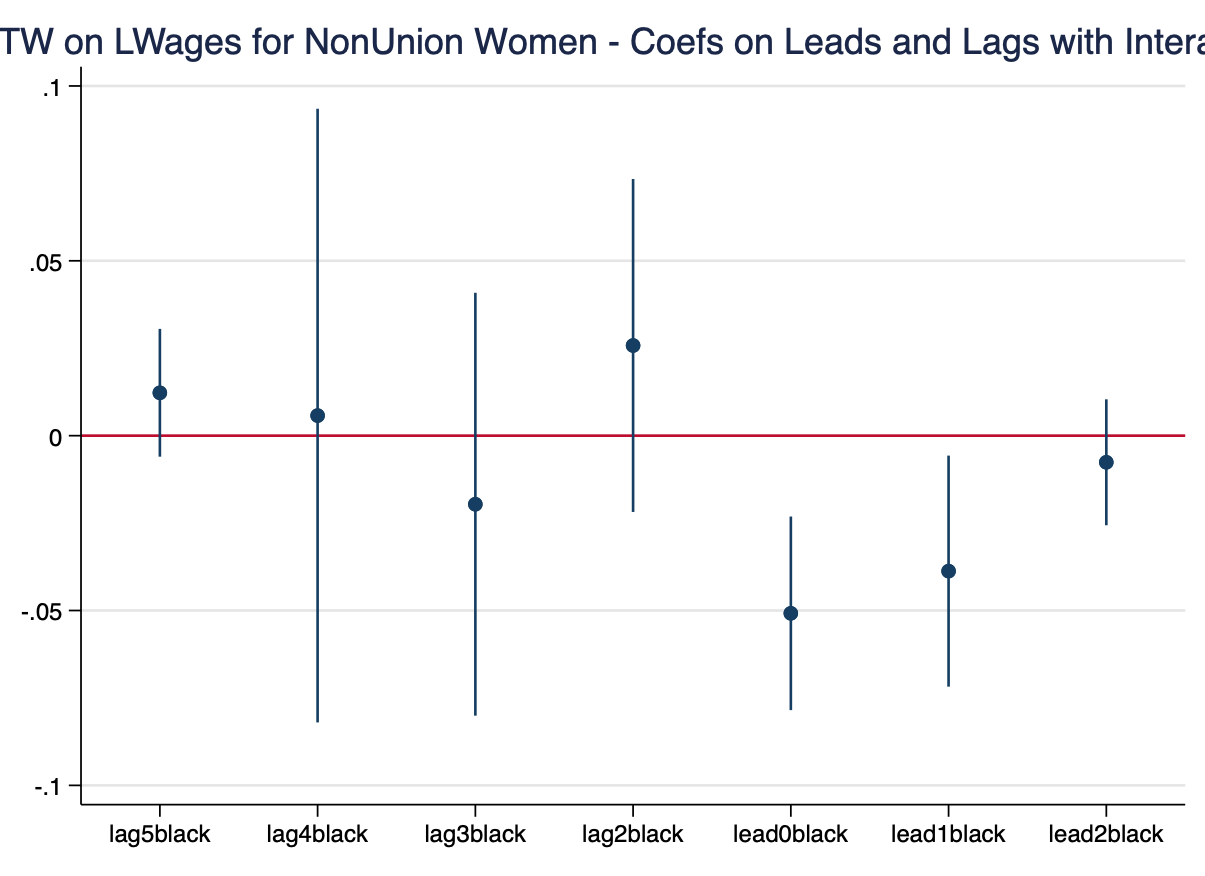 TW on LWages for NonUnion Women - Coefs on Leads and Lags with Intera
.1
.05
0
-.05
-.1
lag5black lag4black lag3black lag2black lead0black lead1black lead2black